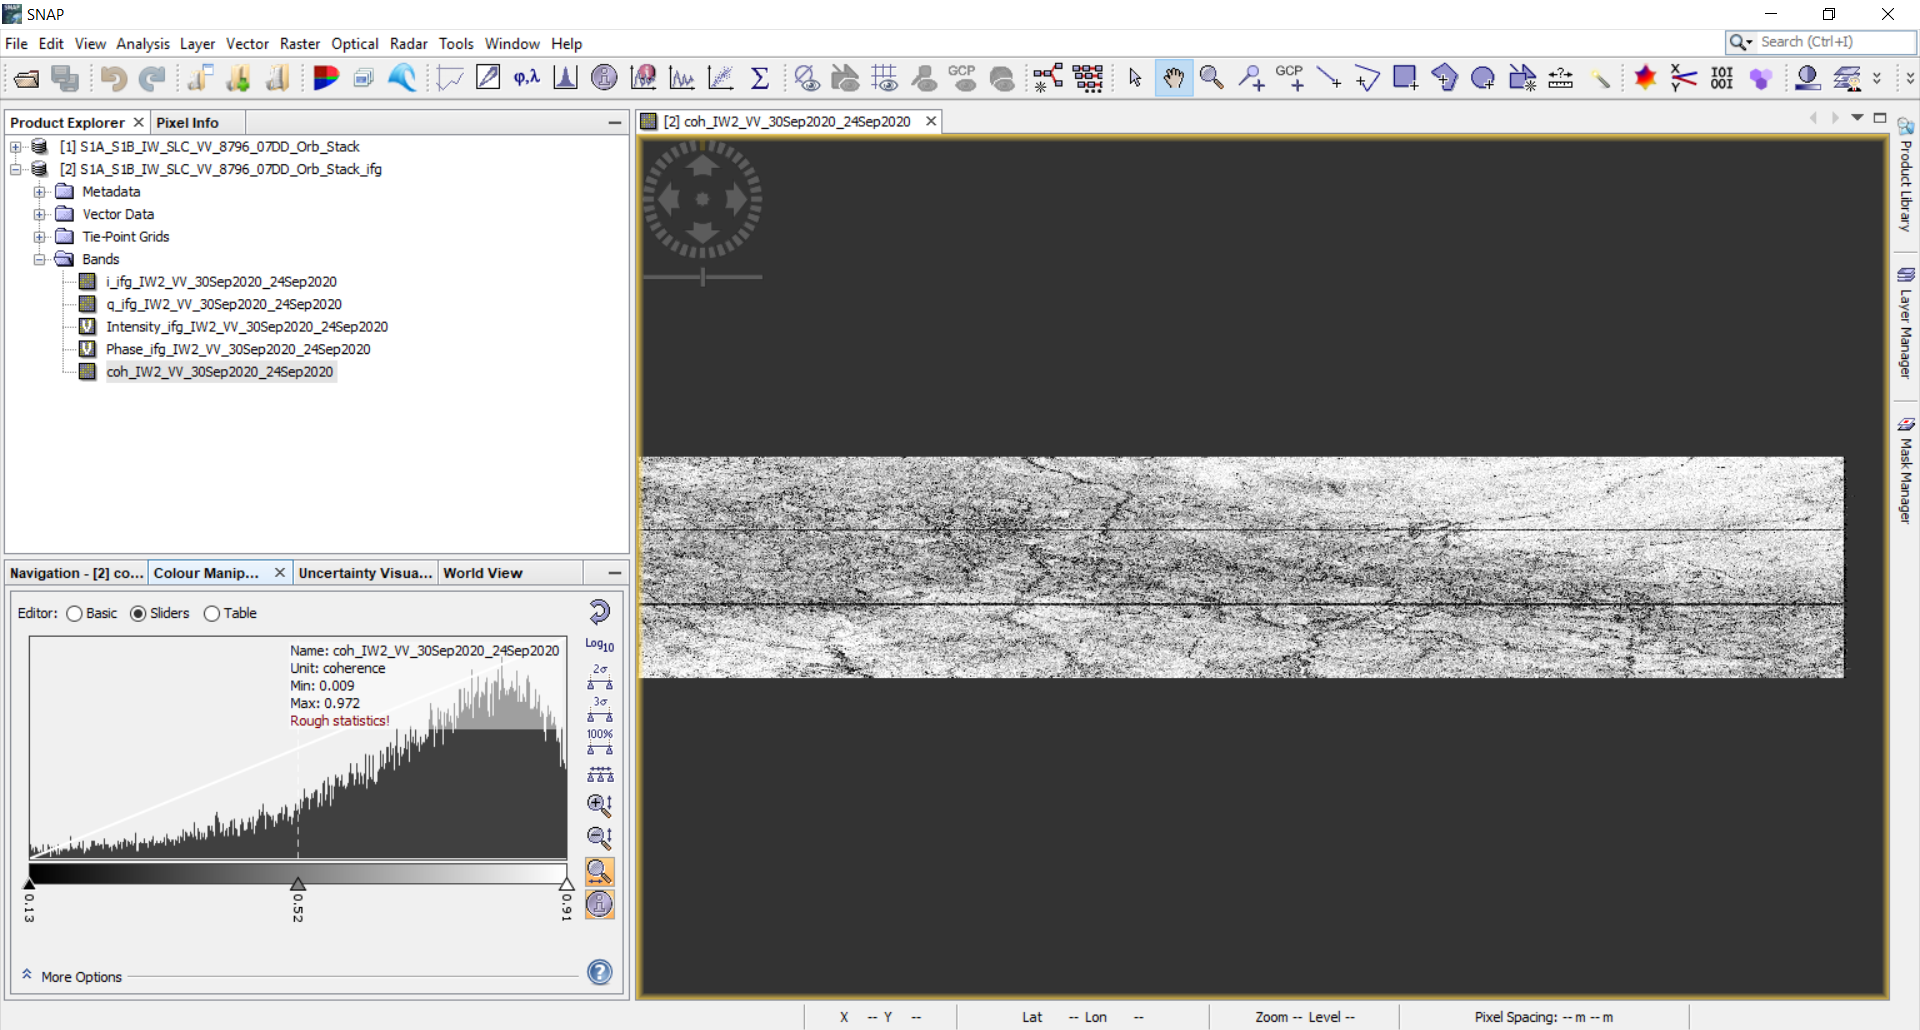 SNAP
File Edit View Analysis Layer Vector Raster Optical Radar Tools Window Help
Search (Ctrl+I)
φ,λ
GCP
GCP
Σ
X
Y
IOI
OOI
Product Explorer
Pixel Info
[1] S1A_S1B_IW_SLC_VV_8796_07DD_Orb_Stack
[2] S1A_S1B_IW_SLC_VV_8796_07DD_Orb_Stack_ifg
Metadata
Vector Data
Tie-Point Grids
Bands
i_ifg_IW2_VV_30Sep2020_24Sep2020
q_ifg_IW2_VV_30Sep2020_24Sep2020
Intensity_ifg_IW2_VV_30Sep2020_24Sep2020
Phase_ifg_IW2_VV_30Sep2020_24Sep2020
coh_IW2_VV_30Sep2020_24Sep2020
[2] coh_IW2_VV_30Sep2020_24Sep2020
Product Library
Layer Manager
Mask Manager
Navigation - [2] co...
Colour Manip...
Uncertainty Visua...
World View
Editor: Basic Sliders Table
Name: coh_IW2_VV_30Sep2020_24Sep2020
Unit: coherence
Min: 0.009
Max: 0.972
Rough statistics!
Log10
2σ
3σ
100%
0.13
0.52
0.91
More Options
X -- Y --
Lat -- Lon --
Zoom -- Level --
Pixel Spacing: -- m -- m